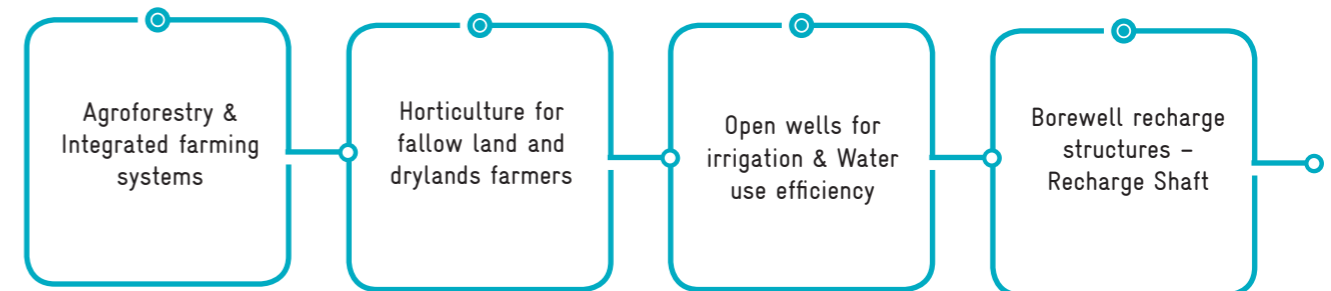 Agroforestry &
Integrated farming
systems
Horticulture for
fallow land and
drylands farmers
Open wells for
irrigation & Water
use efficiency
Borewell recharge
structures –
Recharge Shaft